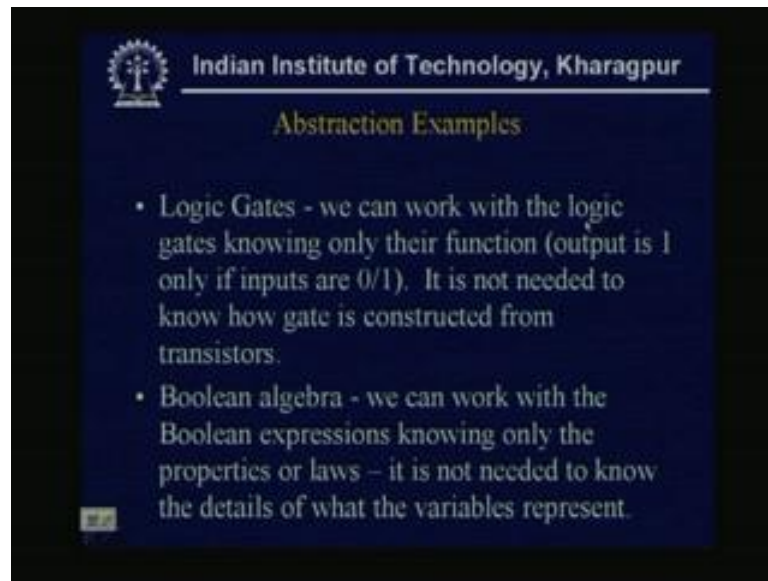 Indian Institute of Technology, Kharagpur
Abstraction Examples
• Logic Gates - we can work with the logic
gates knowing only their function (output is 1
only if inputs are 0/1). It is not needed to
know how gate is constructed from
transistors.
• Boolean algebra - we can work with the
Boolean expressions knowing only the
properties or laws – it is not needed to know
the details of what the variables represent.